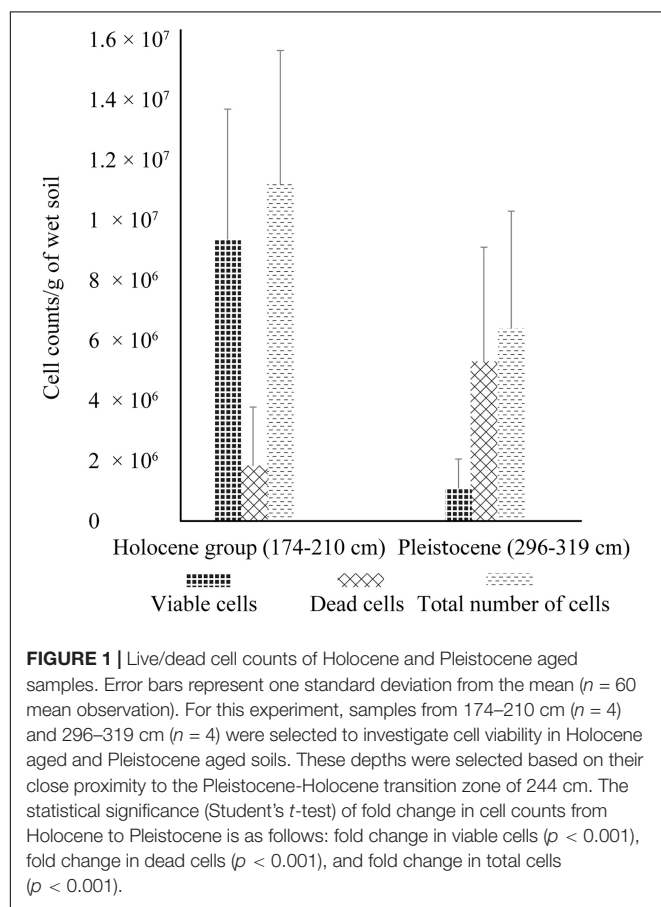 1.6 × 10⁷
1.4 × 10⁷
1.2 × 10⁷
1 × 10⁷
8 × 10⁶
6 × 10⁶
4 × 10⁶
2 × 10⁶
0
Cell counts/g of wet soil
Holocene group (174-210 cm) Pleistocene (296-319 cm)
Viable cells Dead cells Total number of cells
FIGURE 1 | Live/dead cell counts of Holocene and Pleistocene aged
samples. Error bars represent one standard deviation from the mean (n = 60
mean observation). For this experiment, samples from 174–210 cm (n = 4)
and 296–319 cm (n = 4) were selected to investigate cell viability in Holocene
aged and Pleistocene aged soils. These depths were selected based on their
close proximity to the Pleistocene-Holocene transition zone of 244 cm. The
statistical significance (Student's t-test) of fold change in cell counts from
Holocene to Pleistocene is as follows: fold change in viable cells (p < 0.001),
fold change in dead cells (p < 0.001), and fold change in total cells
(p < 0.001).